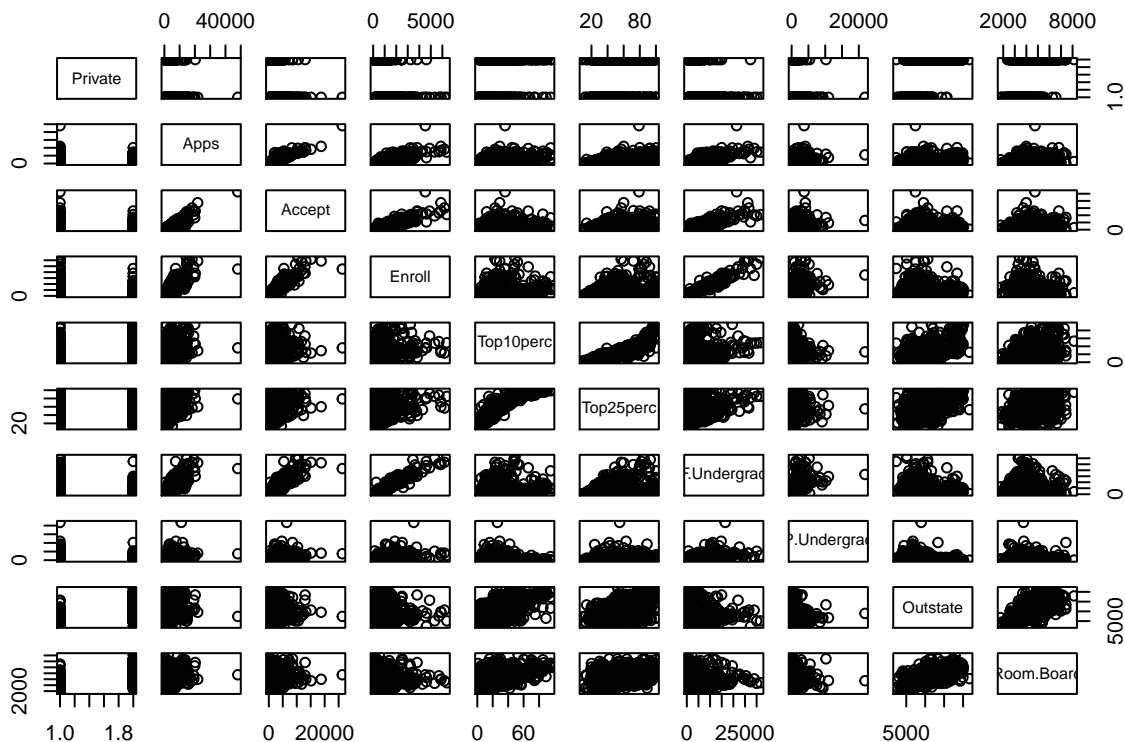 0 40000 0 5000 20 80 0 20000 2000 8000
Private 1.0
0 Apps
Accept 0
0 Enroll
Top10perc 0
20 Top25perc
F.Undergrad 0
0 P.Undergrad
Outstate 5000
2000 Room.Board
1.0 1.8 0 20000 0 60 0 25000 5000